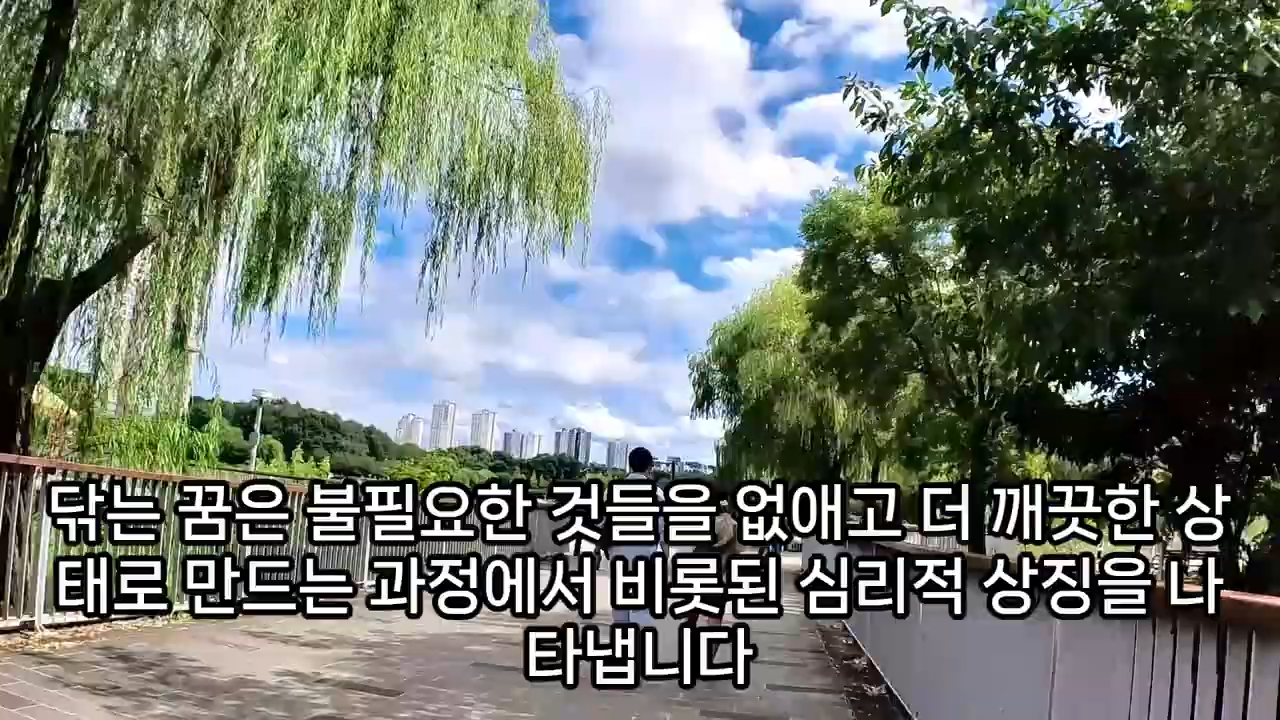 닦는 꿈은 불필요한 것들을 없애고 더 깨끗한 상
태로 만드는 과정에서 비롯된 심리적 상징을 나
타냅니다